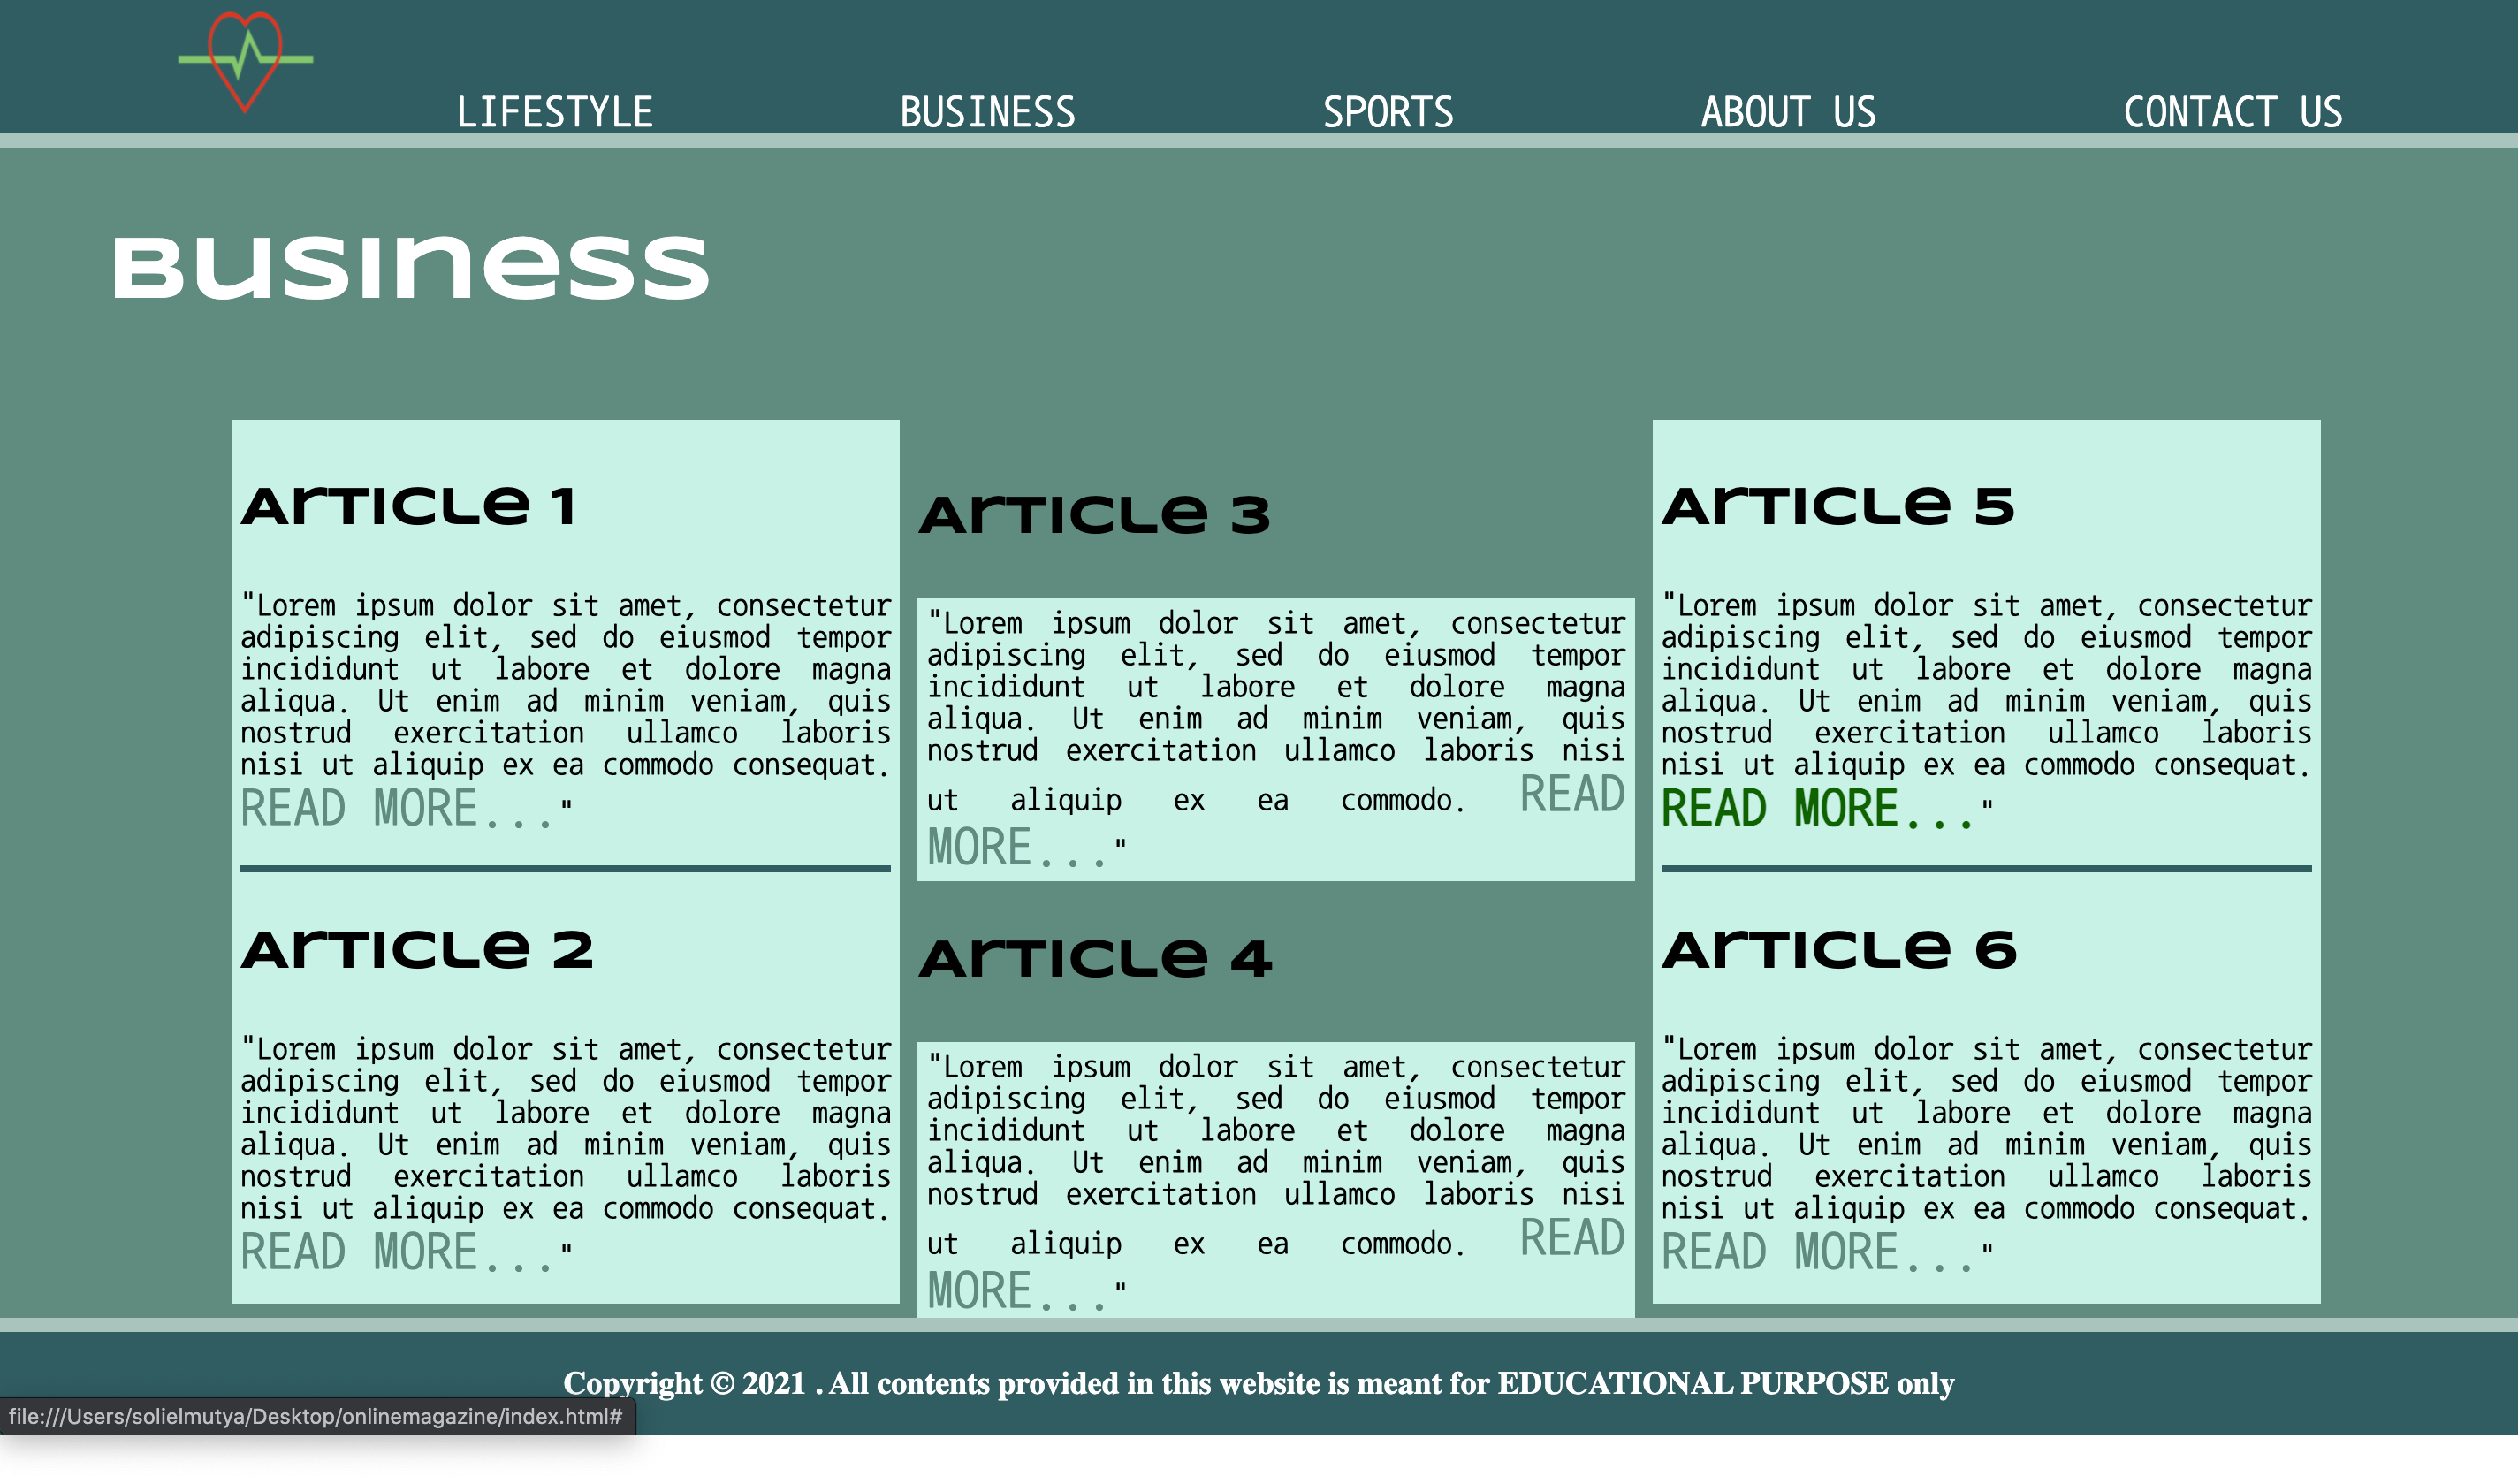 LIFESTYLE BUSINESS SPORTS ABOUT US CONTACT US
Business
Article 1
"Lorem ipsum dolor sit amet, consectetur
adipiscing elit, sed do eiusmod tempor
incididunt ut labore et dolore magna
aliqua. Ut enim ad minim veniam, quis
nostrud exercitation ullamco laboris
nisi ut aliquip ex ea commodo consequat.
READ MORE..."
Article 2
"Lorem ipsum dolor sit amet, consectetur
adipiscing elit, sed do eiusmod tempor
incididunt ut labore et dolore magna
aliqua. Ut enim ad minim veniam, quis
nostrud exercitation ullamco laboris
nisi ut aliquip ex ea commodo consequat.
READ MORE..."
Article 3
"Lorem ipsum dolor sit amet, consectetur
adipiscing elit, sed do eiusmod tempor
incididunt ut labore et dolore magna
aliqua. Ut enim ad minim veniam, quis
nostrud exercitation ullamco laboris nisi
ut aliquip ex ea commodo. READ
MORE..."
Article 4
"Lorem ipsum dolor sit amet, consectetur
adipiscing elit, sed do eiusmod tempor
incididunt ut labore et dolore magna
aliqua. Ut enim ad minim veniam, quis
nostrud exercitation ullamco laboris nisi
ut aliquip ex ea commodo. READ
MORE..."
Article 5
"Lorem ipsum dolor sit amet, consectetur
adipiscing elit, sed do eiusmod tempor
incididunt ut labore et dolore magna
aliqua. Ut enim ad minim veniam, quis
nostrud exercitation ullamco laboris
nisi ut aliquip ex ea commodo consequat.
READ MORE..."
Article 6
"Lorem ipsum dolor sit amet, consectetur
adipiscing elit, sed do eiusmod tempor
incididunt ut labore et dolore magna
aliqua. Ut enim ad minim veniam, quis
nostrud exercitation ullamco laboris
nisi ut aliquip ex ea commodo consequat.
READ MORE..."
Copyright © 2021 . All contents provided in this website is meant for EDUCATIONAL PURPOSE only
file:///Users/solielmutya/Desktop/onlinemagazine/index.html#